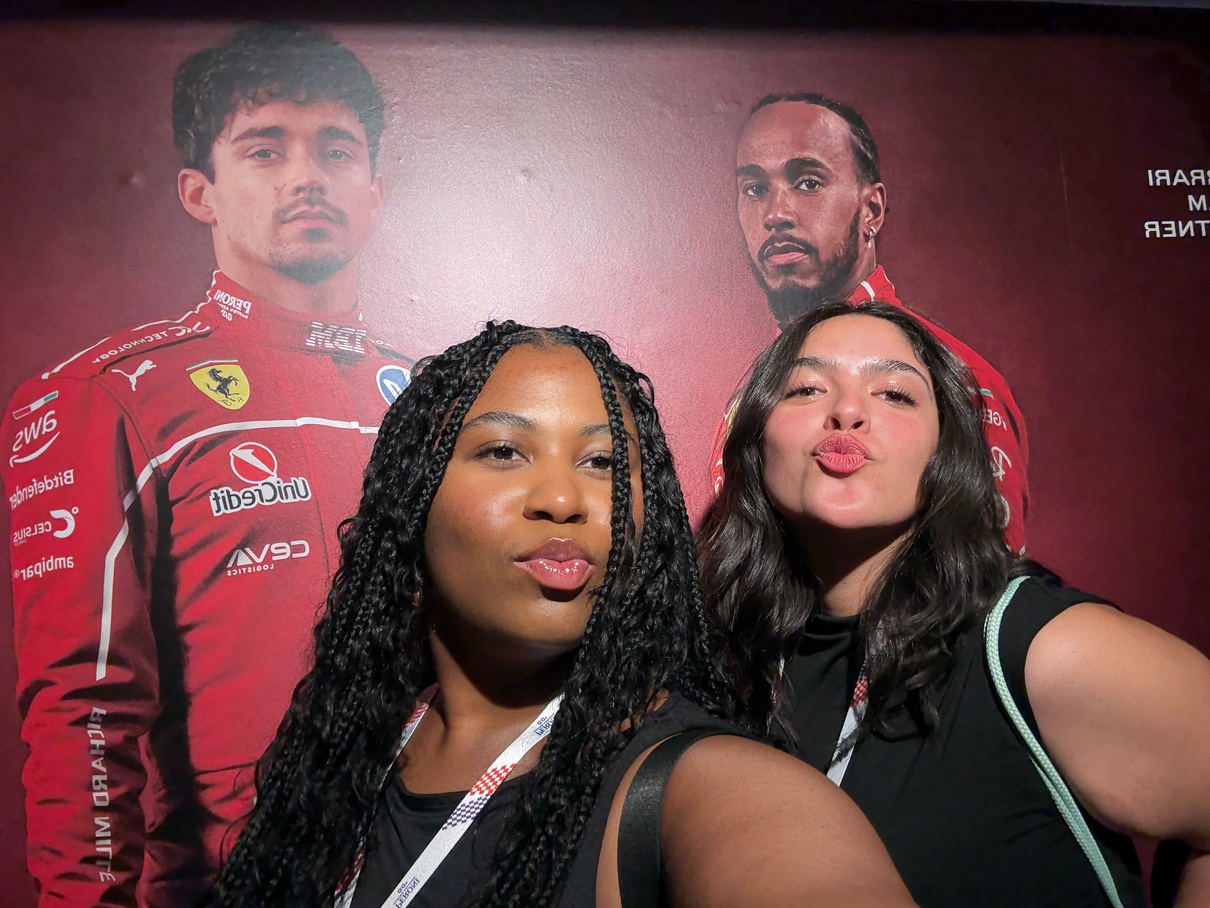 PERONI
IBM
aws
Bitdefender
CELSIUS
ambipar
UniCredit
CEVA
LOGISTICS
RICHARD MILLE
TECHNOLOGY
RRARI
M
TNER